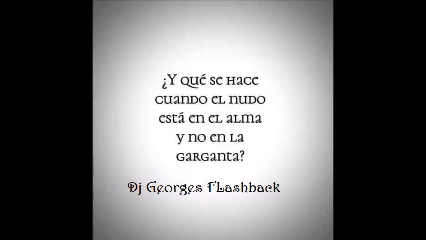 ¿Y qué se hace
cuando el nudo
está en el alma
y no en la
garganta?
Dj Georges Flashback